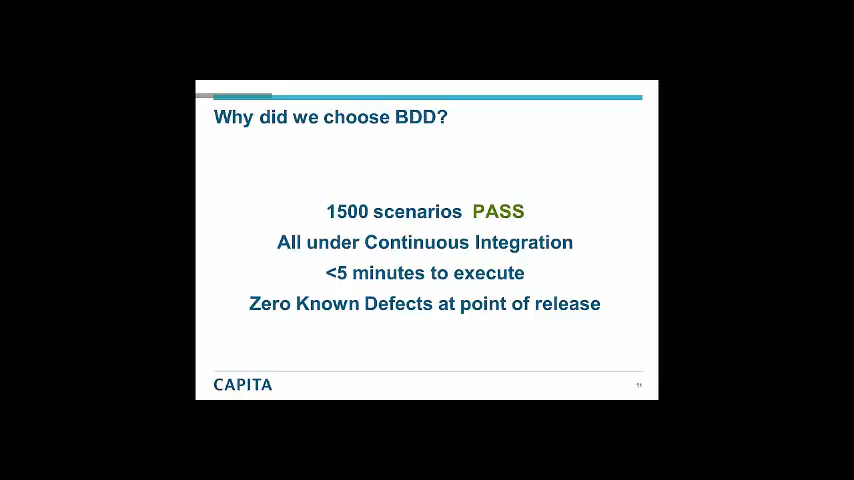 Why did we choose BDD?
1500 scenarios PASS
All under Continuous Integration
<5 minutes to execute
Zero Known Defects at point of release
CAPITA